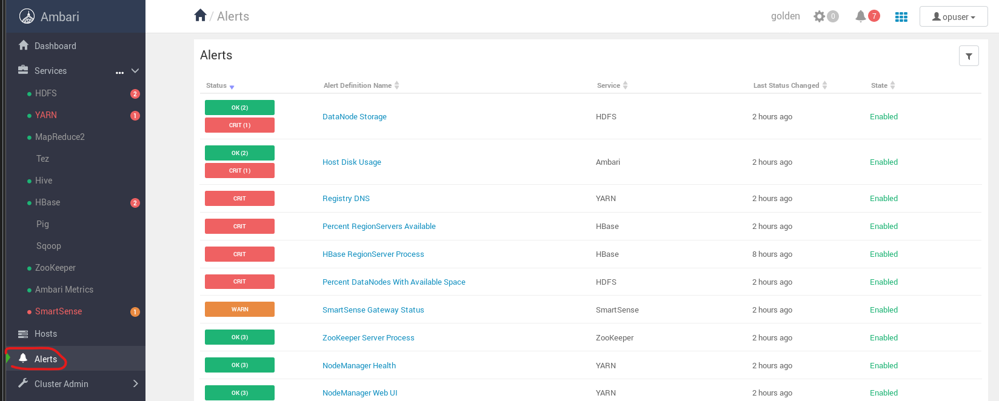 Ambari
Dashboard
Services ...
HDFS 2
YARN 1
MapReduce2
Tez
Hive
HBase 2
Pig
Sqoop
ZooKeeper
Ambari Metrics
SmartSense 1
Hosts
Alerts
Cluster Admin
/ Alerts
golden 0 7 opuser
Alerts
Status Alert Definition Name Service Last Status Changed State
OK (2)
CRIT (1)
DataNode Storage HDFS 2 hours ago Enabled
OK (2)
CRIT (1)
Host Disk Usage Ambari 2 hours ago Enabled
CRIT Registry DNS YARN 2 hours ago Enabled
CRIT Percent RegionServers Available HBase 2 hours ago Enabled
CRIT HBase RegionServer Process HBase 8 hours ago Enabled
CRIT Percent DataNodes With Available Space HDFS 2 hours ago Enabled
WARN SmartSense Gateway Status SmartSense 2 hours ago Enabled
OK (3) ZooKeeper Server Process ZooKeeper 2 hours ago Enabled
OK (3) NodeManager Health YARN 2 hours ago Enabled
OK (3) NodeManager Web UI YARN 2 hours ago Enabled